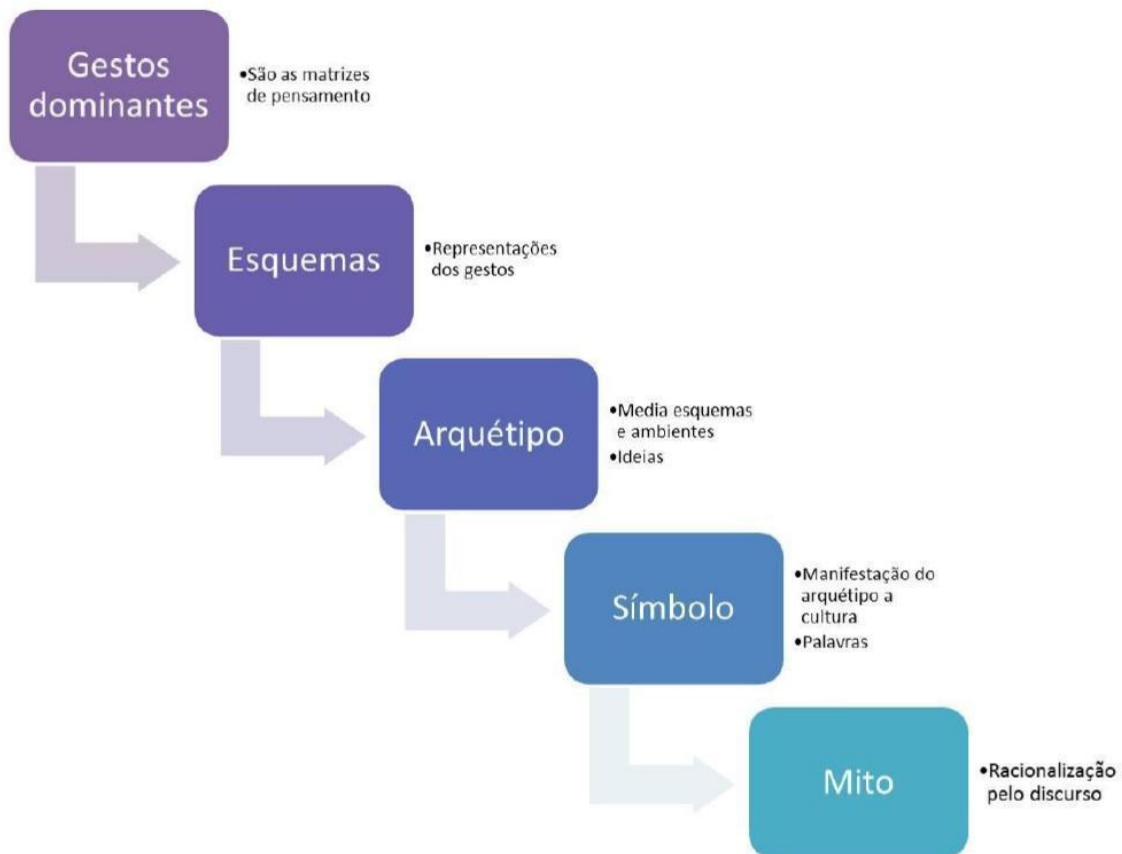 Gestos
dominantes
•São as matrizes
de pensamento
Esquemas
•Representações
dos gestos
Arquétipo
•Media esquemas
e ambientes
•Ideias
Símbolo
•Manifestação do
arquétipo a
cultura
•Palavras
Mito
•Racionalização
pelo discurso